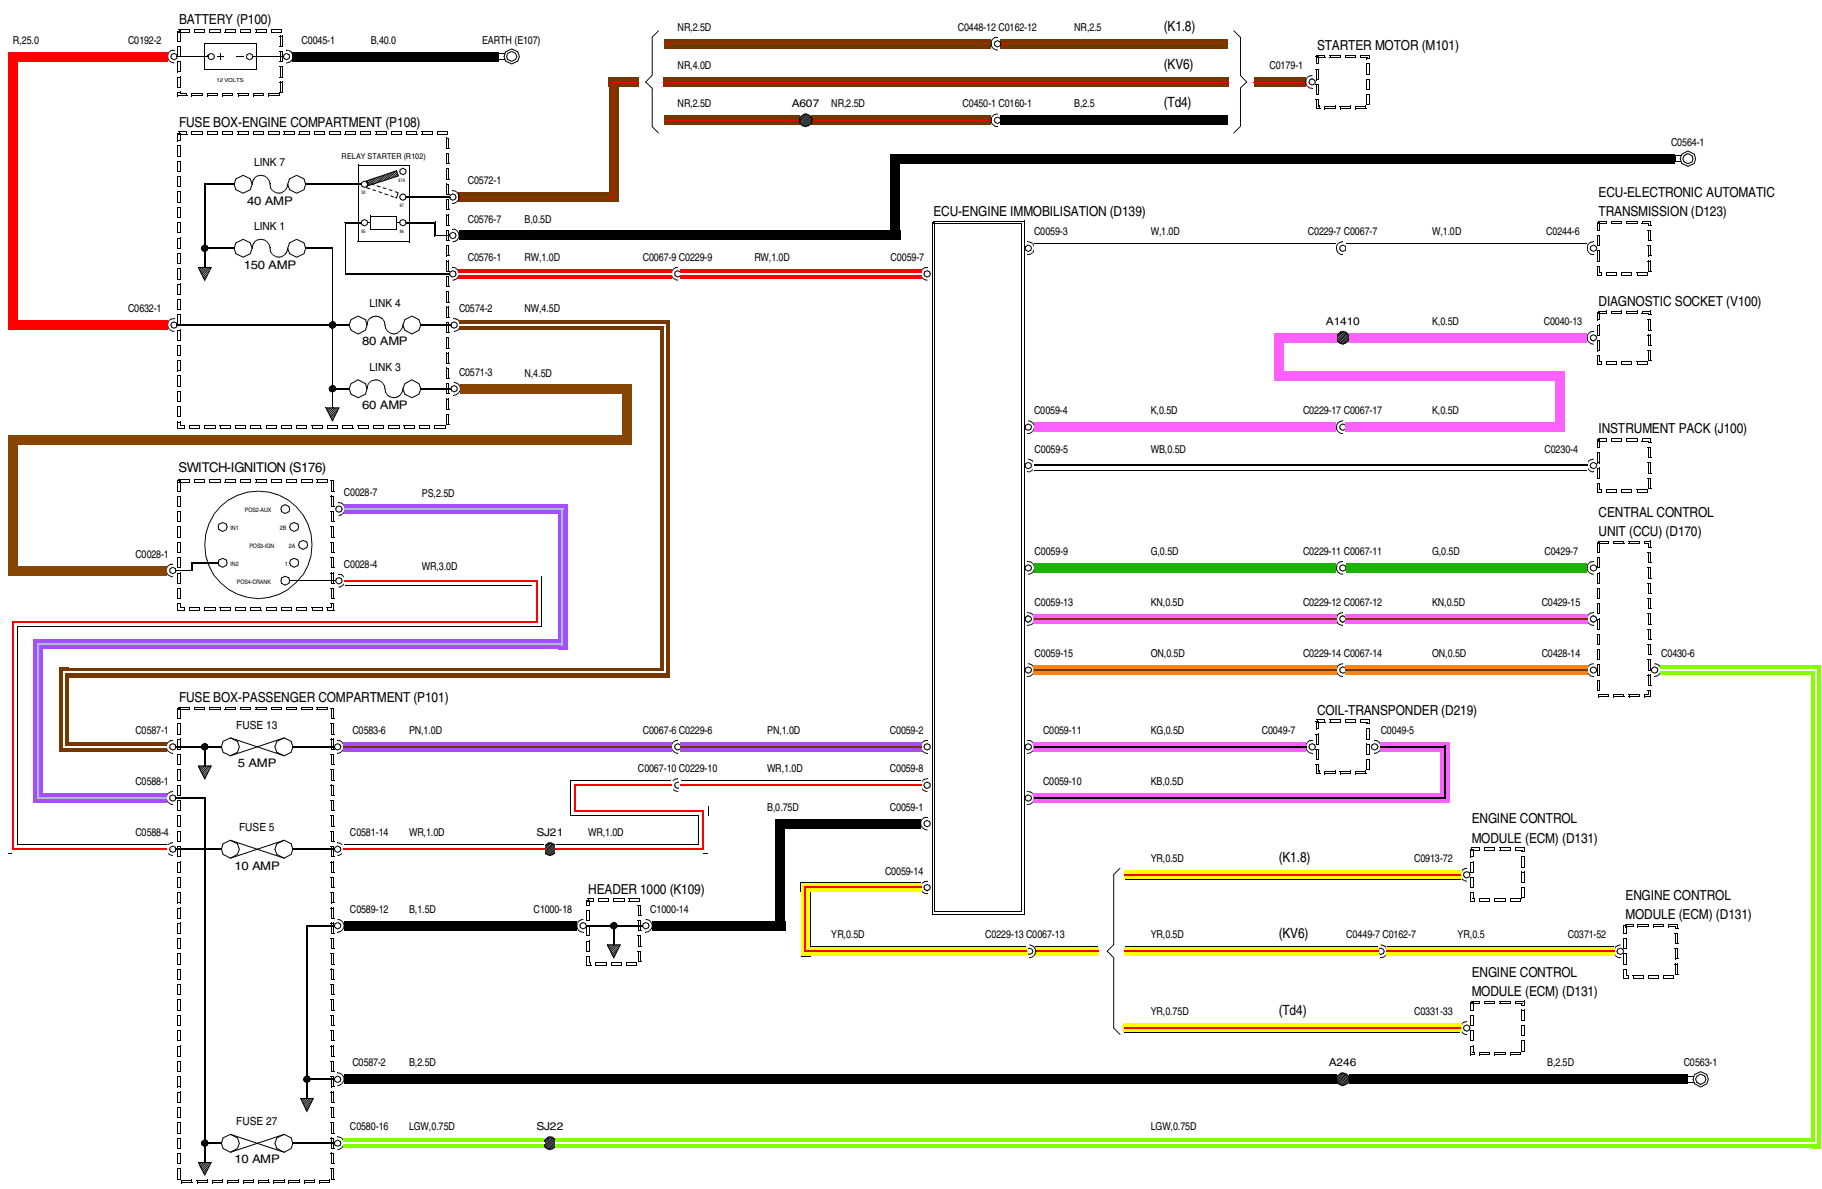 BATTERY (P100)
R,25.0
C0192-2
12 VOLTS
C0045-1
B,40.0
EARTH (E107)
NR,2.5D
C0448-12 C0162-12
NR,2.5
(K1.8)
NR,4.0D
(KV6)
NR,2.5D
A607
NR,2.5D
C0450-1 C0160-1
B,2.5
(Td4)
C0179-1
STARTER MOTOR (M101)
FUSE BOX-ENGINE COMPARTMENT (P108)
LINK 7
40 AMP
LINK 1
150 AMP
RELAY STARTER (R102)
87A
30
87
85
86
C0572-1
C0576-7
B,0.5D
C0564-1
C0576-1
RW,1.0D
C0067-9 C0229-9
RW,1.0D
C0059-7
C0632-1
LINK 4
80 AMP
C0574-2
NW,4.5D
LINK 3
60 AMP
C0571-3
N,4.5D
ECU-ENGINE IMMOBILISATION (D139)
C0059-3
W,1.0D
C0229-7 C0067-7
W,1.0D
C0244-6
ECU-ELECTRONIC AUTOMATIC
TRANSMISSION (D123)
DIAGNOSTIC SOCKET (V100)
A1410
K,0.5D
C0040-13
C0059-4
K,0.5D
C0229-17 C0067-17
K,0.5D
C0059-5
WB,0.5D
C0230-4
INSTRUMENT PACK (J100)
SWITCH-IGNITION (S176)
POS2-AUX
IN1
2B
POS3-IGN
2A
IN2
1
POS4-CRANK
C0028-1
C0028-7
PS,2.5D
C0028-4
WR,3.0D
CENTRAL CONTROL
UNIT (CCU) (D170)
C0059-9
G,0.5D
C0229-11 C0067-11
G,0.5D
C0429-7
C0059-13
KN,0.5D
C0229-12 C0067-12
KN,0.5D
C0429-15
C0059-15
ON,0.5D
C0229-14 C0067-14
ON,0.5D
C0428-14
C0430-6
FUSE BOX-PASSENGER COMPARTMENT (P101)
C0587-1
FUSE 13
5 AMP
C0583-6
PN,1.0D
C0067-6 C0229-6
PN,1.0D
C0059-2
C0059-11
KG,0.5D
C0049-7
COIL-TRANSPONDER (D219)
C0049-5
C0588-1
C0067-10 C0229-10
WR,1.0D
C0059-8
C0059-10
KB,0.5D
C0588-4
FUSE 5
10 AMP
C0581-14
WR,1.0D
SJ21
WR,1.0D
B,0.75D
C0059-1
C0059-14
C0589-12
B,1.5D
C1000-18
HEADER 1000 (K109)
C1000-14
YR,0.5D
C0229-13 C0067-13
YR,0.5D
(K1.8)
C0913-72
ENGINE CONTROL
MODULE (ECM) (D131)
YR,0.5D
(KV6)
C0449-7 C0162-7
YR,0.5
C0371-52
ENGINE CONTROL
MODULE (ECM) (D131)
YR,0.75D
(Td4)
C0331-33
ENGINE CONTROL
MODULE (ECM) (D131)
C0587-2
B,2.5D
A246
B,2.5D
C0563-1
FUSE 27
10 AMP
C0580-16
LGW,0.75D
SJ22
LGW,0.75D